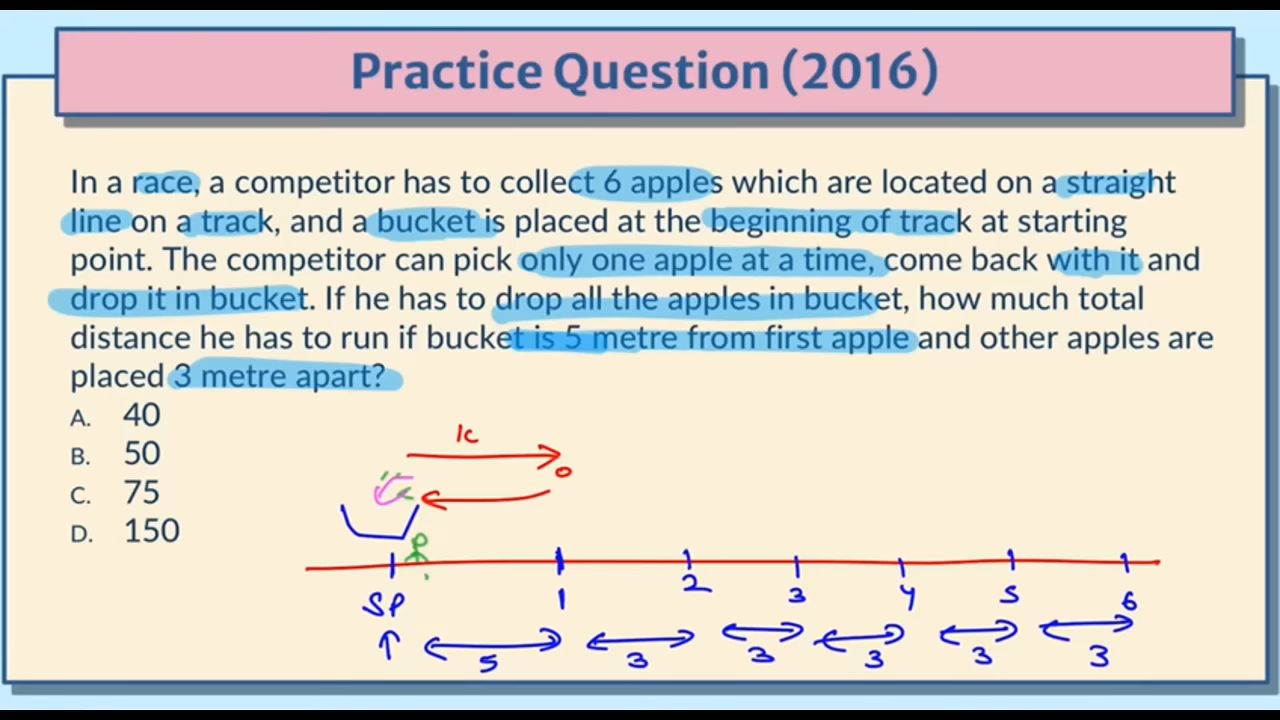 Practice Question (2016)
In a race, a competitor has to collect 6 apples which are located on a straight
line on a track, and a bucket is placed at the beginning of track at starting
point. The competitor can pick only one apple at a time, come back with it and
drop it in bucket. If he has to drop all the apples in bucket, how much total
distance he has to run if bucket is 5 metre from first apple and other apples are
placed 3 metre apart?
A. 40
B. 50
C. 75
D. 150
SP 1 2 3 4 5 6
5 3 3 3 3 3